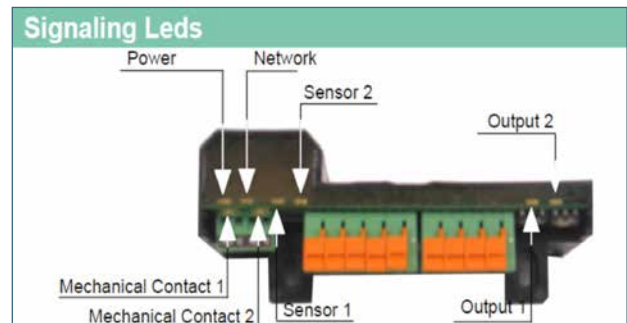 Signaling Leds
Power
Network
Sensor 2
Output 2
Mechanical Contact 1
Mechanical Contact 2
Sensor 1
Output 1